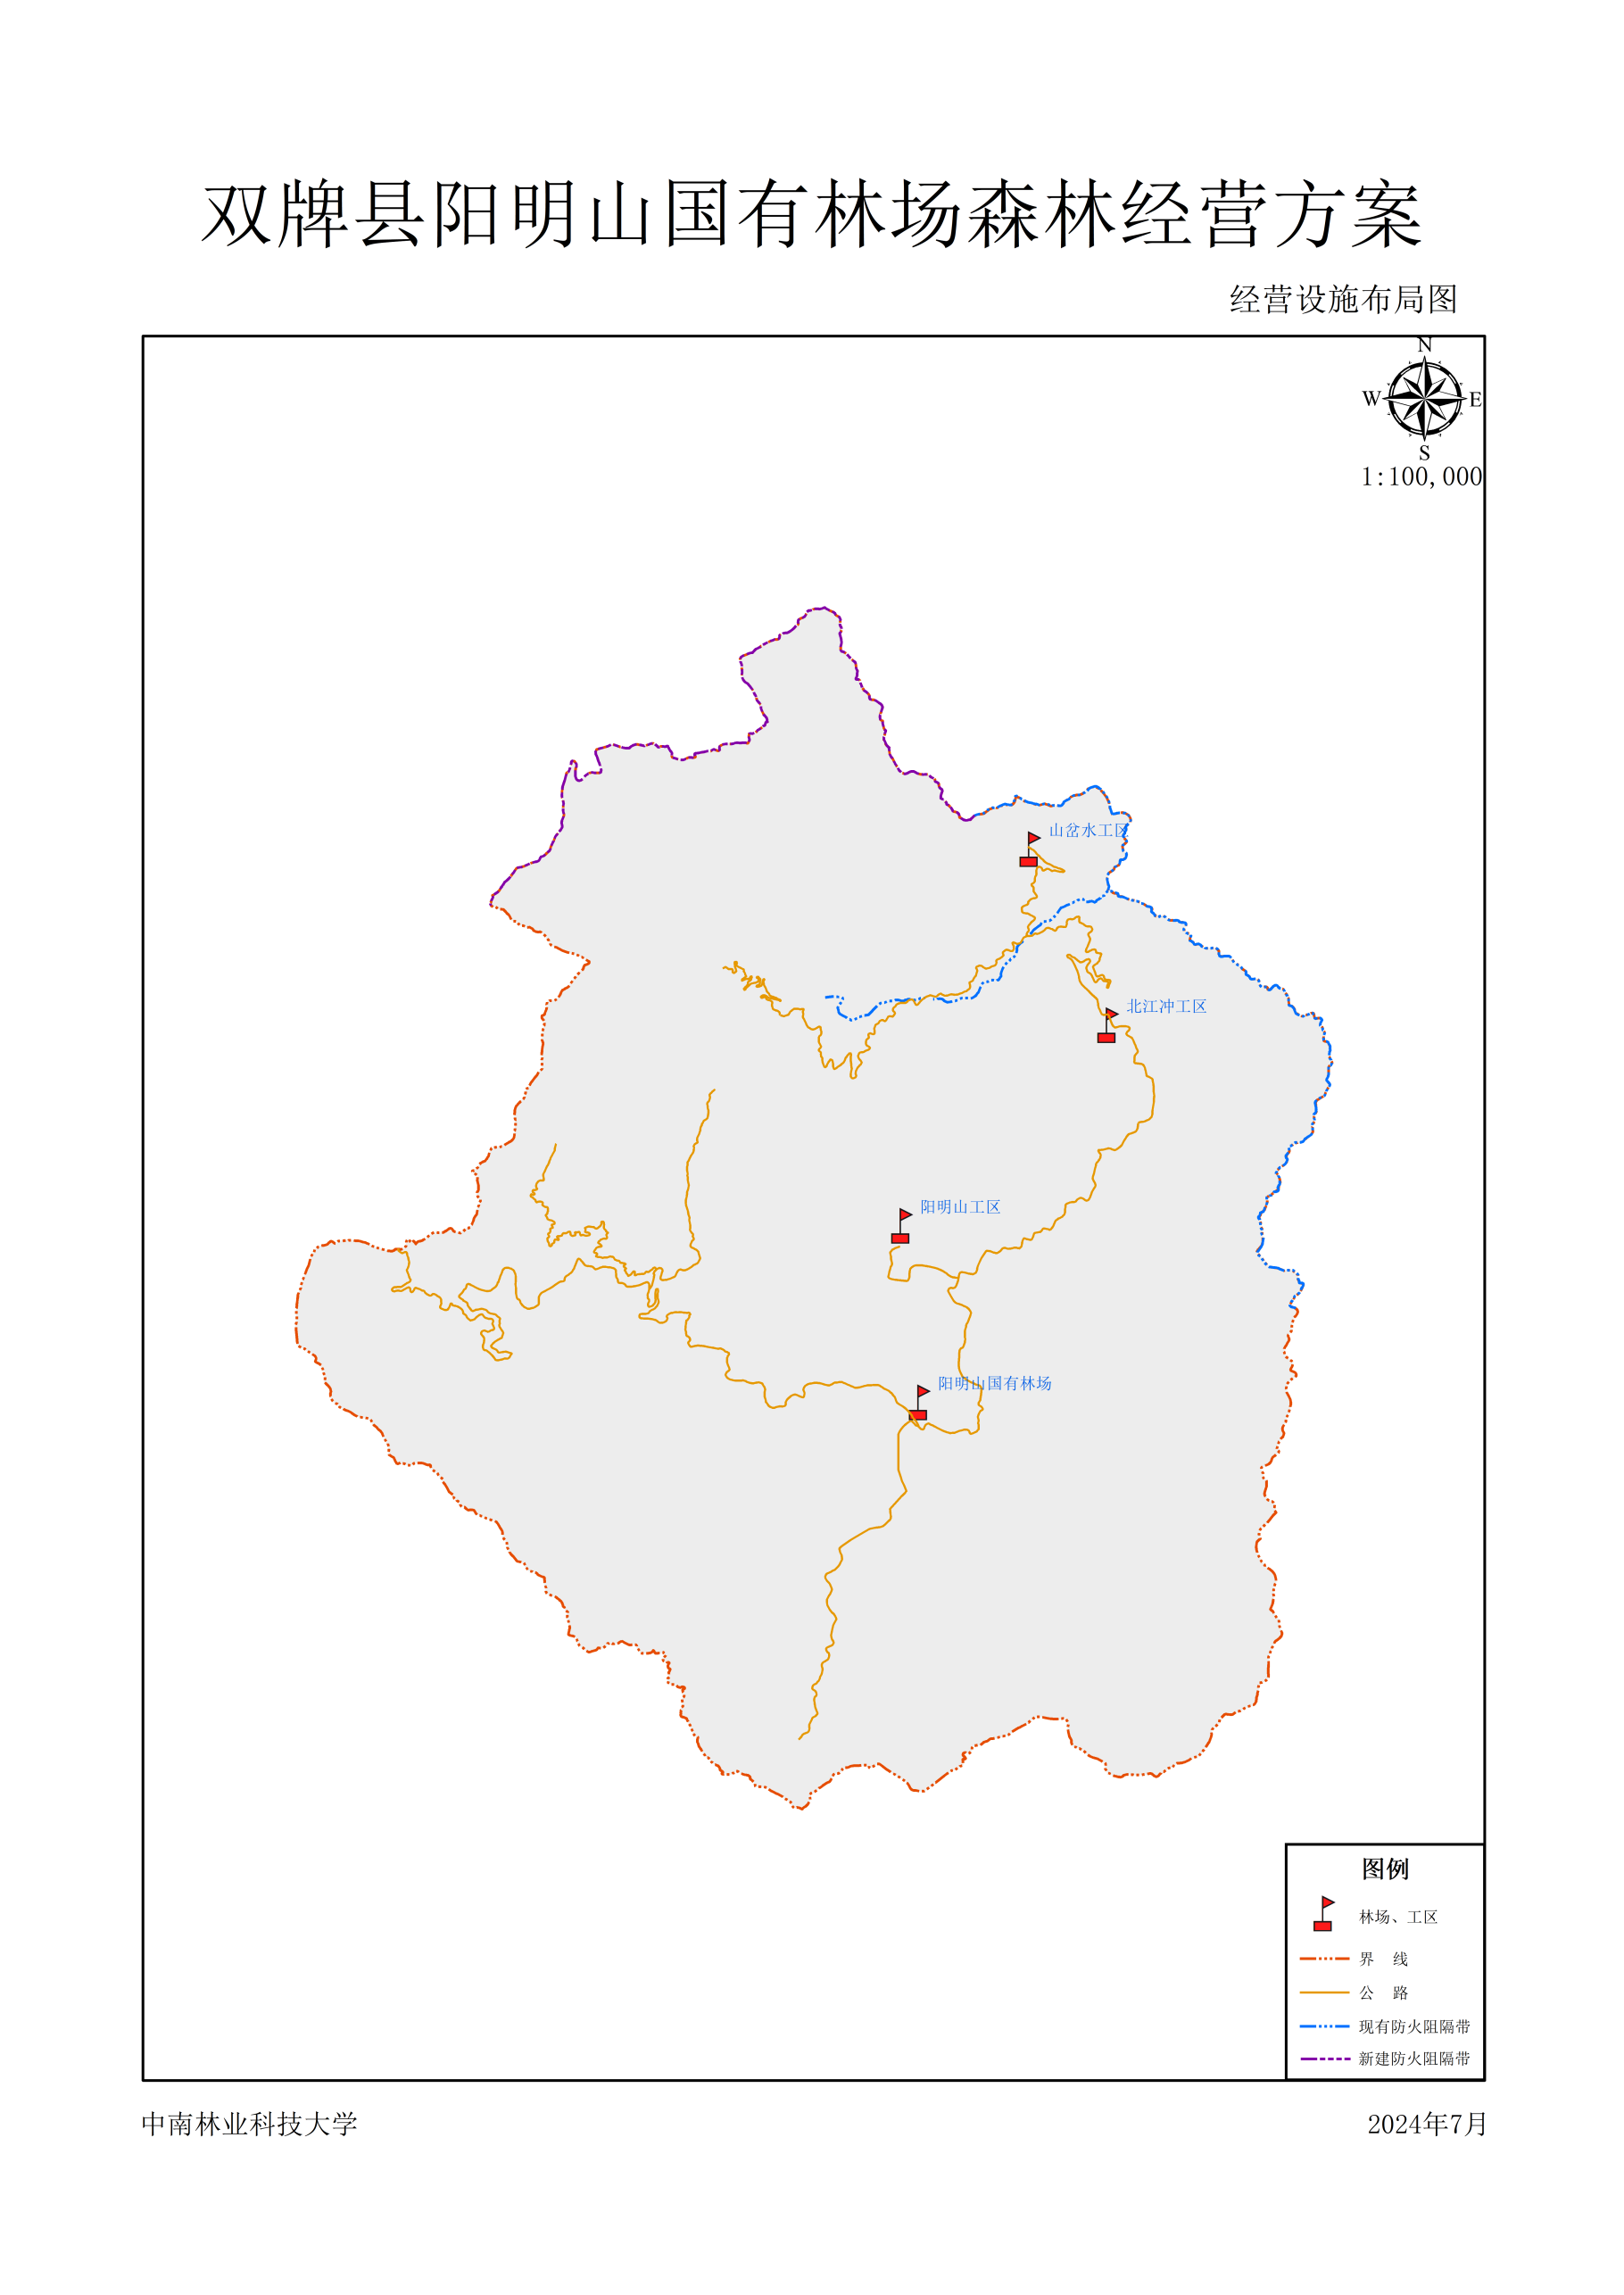 双牌县阳明山国有林场森林经营方案
经营设施布局图
N
W E
S
1:100,000
山岔水工区
北江冲工区
阳明山工区
阳明山国有林场
图例
林场、工区
界 线
公 路
现有防火阻隔带
新建防火阻隔带
中南林业科技大学 2024年7月